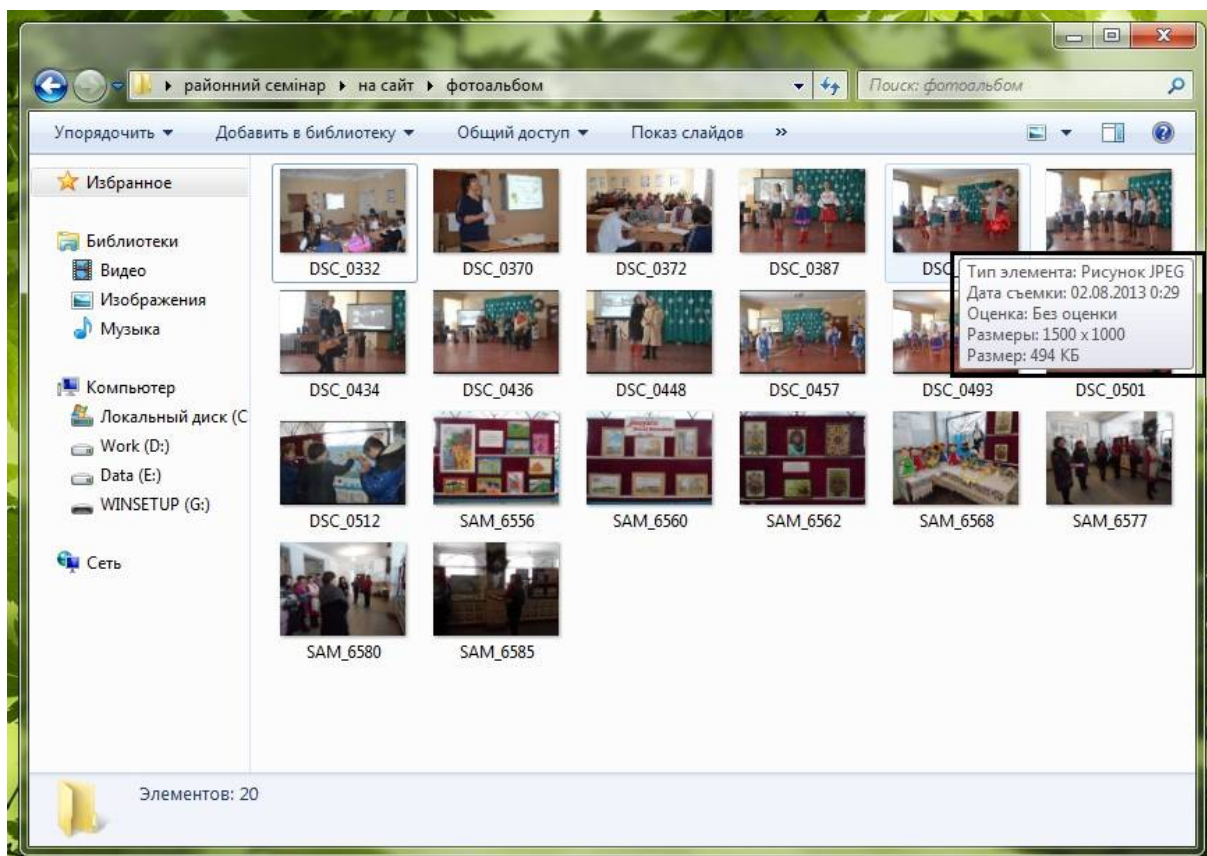 районний семінар ▸ на сайт ▸ фотоальбом
Поиск: фотоальбом
Упорядочить Добавить в библиотеку Общий доступ Показ слайдов »
Избранное
Библиотеки
Видео
Изображения
Музыка
Компьютер
Локальный диск (C
Work (D:)
Data (E:)
WINSETUP (G:)
Сеть
DSC_0332 DSC_0370 DSC_0372 DSC_0387 DSC
Тип элемента: Рисунок JPEG
Дата съемки: 02.08.2013 0:29
Оценка: Без оценки
Размеры: 1500 x 1000
Размер: 494 КБ
DSC_0434 DSC_0436 DSC_0448 DSC_0457 DSC_0493 DSC_0501
DSC_0512 SAM_6556 SAM_6560 SAM_6562 SAM_6568 SAM_6577
SAM_6580 SAM_6585
Элементов: 20